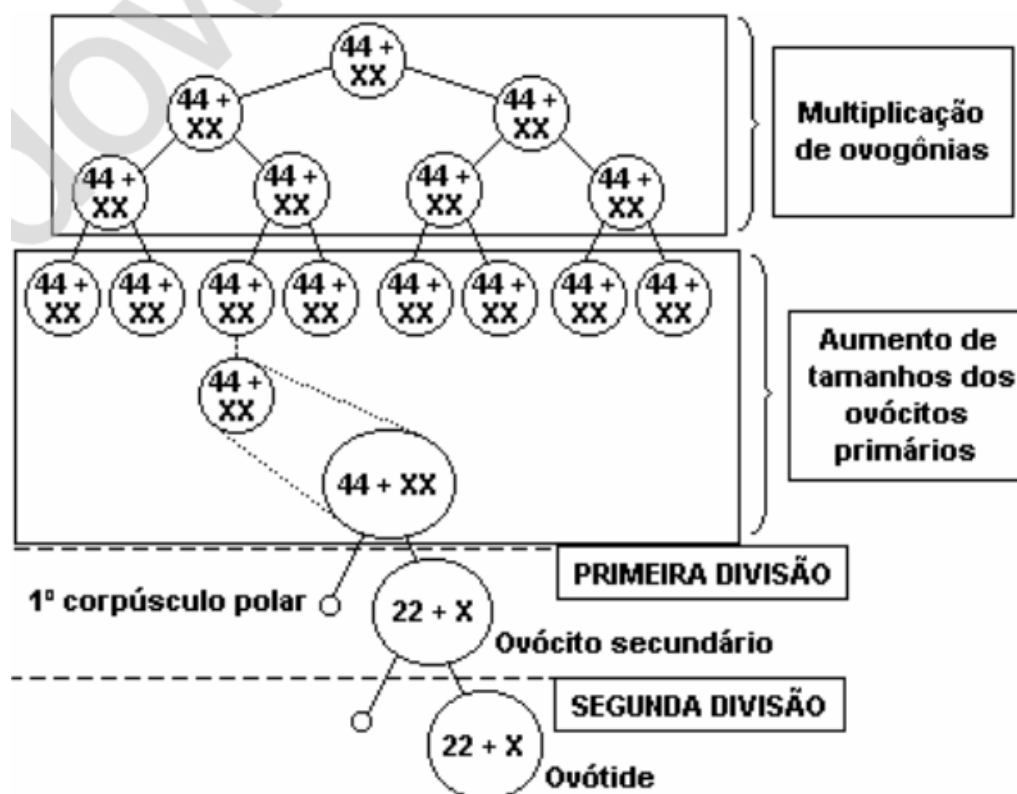 44 +
XX
44 +
XX
44 +
XX
44 +
XX
44 +
XX
44 +
XX
44 +
XX
Multiplicação
de ovogônias
44 +
XX
44 +
XX
44 +
XX
44 +
XX
44 +
XX
44 +
XX
44 +
XX
44 +
XX
44 +
XX
44 + XX
Aumento de
tamanhos dos
ovócitos
primários
PRIMEIRA DIVISÃO
1º corpúsculo polar
22 + X
Ovócito secundário
SEGUNDA DIVISÃO
22 + X
Ovótide